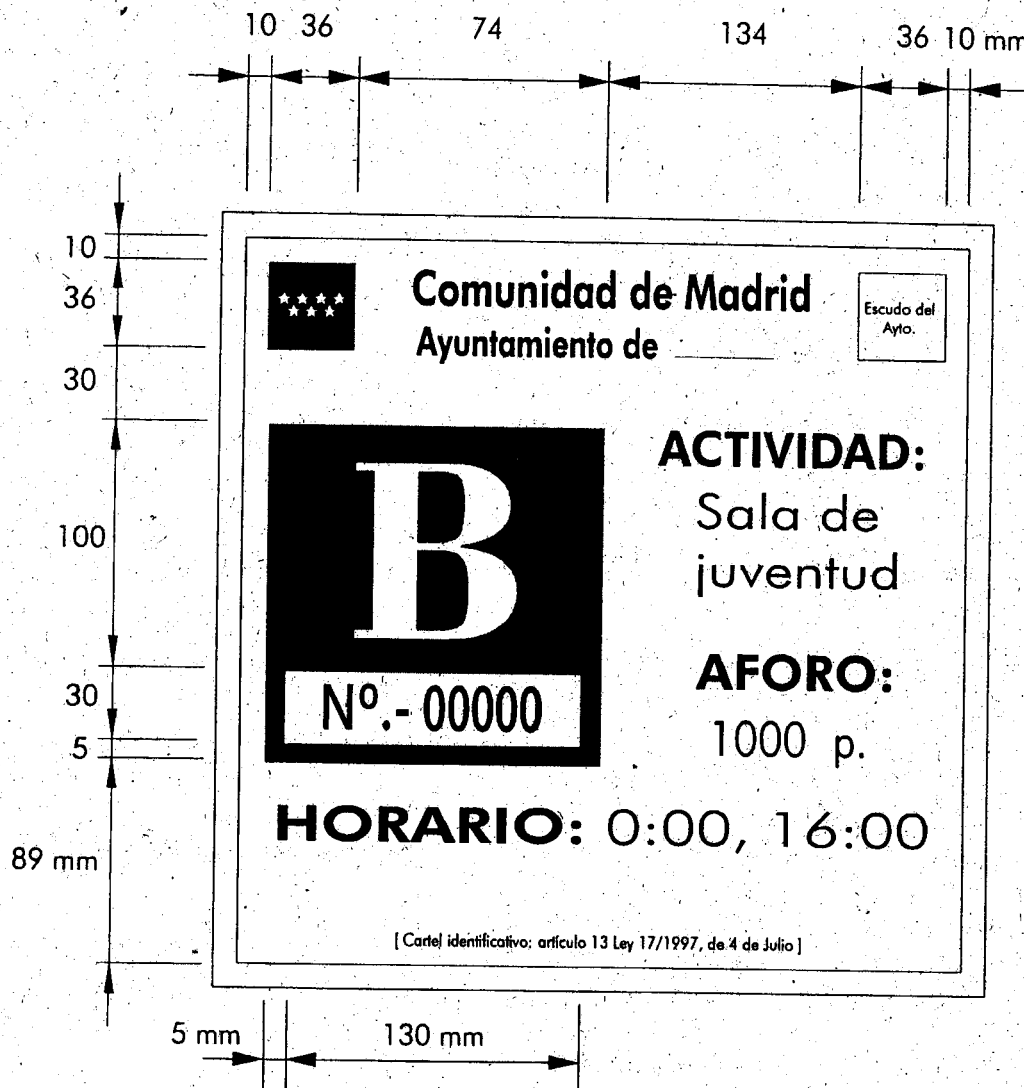 10 36 74 134 36 10 mm
10
36
30
100
30
5
89 mm
Comunidad de Madrid
Ayuntamiento de
Escudo del
Ayto.
B
Nº.- 00000
ACTIVIDAD:
Sala de
juventud
AFORO:
1000 p.
HORARIO: 0:00, 16:00
[ Cartel identificativo; artículo 13 Ley 17/1997, de 4 de Julio ]
5 mm 130 mm